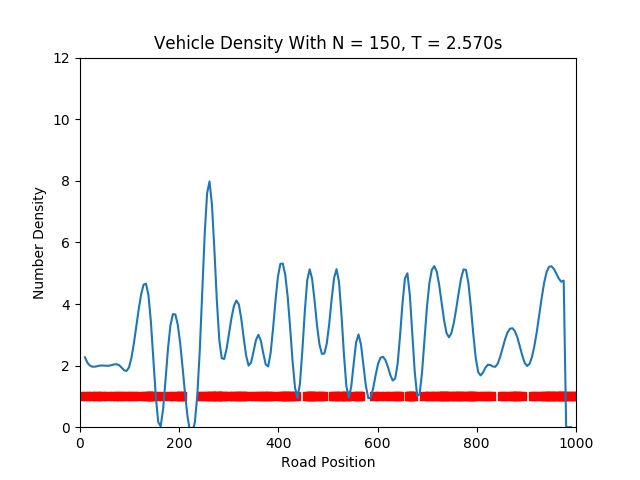 Vehicle Density With N = 150, T = 2.570s
12
10
8
6
4
2
0
Number Density
0 200 400 600 800 1000
Road Position